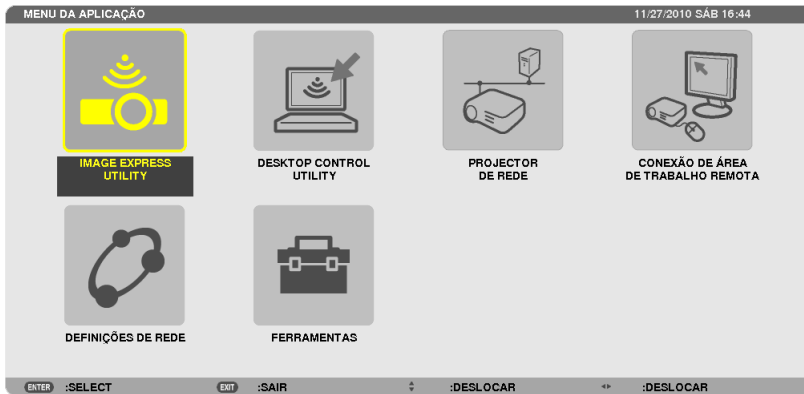 MENU DA APLICAÇÃO 11/27/2010 SÁB 16:44
IMAGE EXPRESS
UTILITY
DESKTOP CONTROL
UTILITY
PROJECTOR
DE REDE
CONEXÃO DE ÁREA
DE TRABALHO REMOTA
DEFINIÇÕES DE REDE
FERRAMENTAS
ENTER :SELECT EXIT :SAIR :DESLOCAR :DESLOCAR